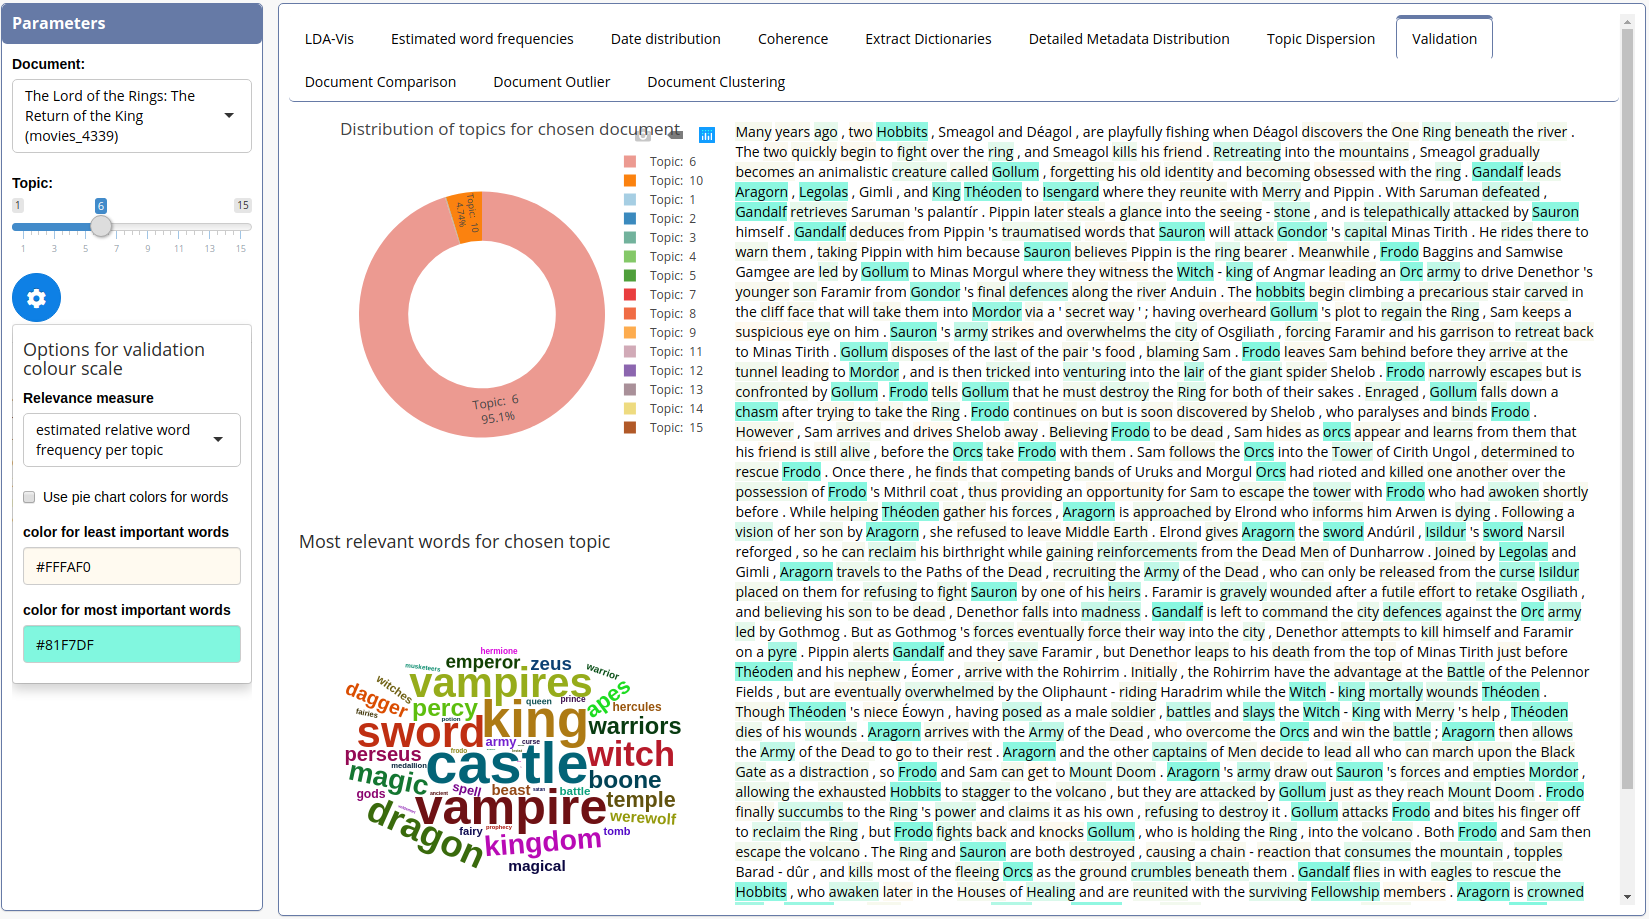 Parameters
Document:
The Lord of the Rings: The
Return of the King
(movies_4339)
Topic:
1
6
15
1 3 5 7 9 11 13 15
Options for validation
colour scale
Relevance measure
estimated relative word
frequency per topic
Use pie chart colors for words
color for least important words
#FFFAF0
color for most important words
#81F7DF
LDA-Vis
Estimated word frequencies
Date distribution
Coherence
Extract Dictionaries
Detailed Metadata Distribution
Topic Dispersion
Validation
Document Comparison
Document Outlier
Document Clustering
Distribution of topics for chosen document
Topic: 10
4.74%
Topic: 6
95.1%
Topic: 6
Topic: 10
Topic: 1
Topic: 2
Topic: 3
Topic: 4
Topic: 5
Topic: 7
Topic: 8
Topic: 9
Topic: 11
Topic: 12
Topic: 13
Topic: 14
Topic: 15
Most relevant words for chosen topic
hermione
musketeers
emperor
zeus
warrior
witches
vampires
apes
dagger
percy
queen
prince
hercules
fairies
potion
sword
king
warriors
army
curse
perseus
frodo
witch
medallion
castle
magic
boone
gods
ancient
spell
beast
satan
battle
temple
vampire
werewolf
dragon
fairy
prophecy
tomb
kingdom
magical
Many years ago , two Hobbits , Smeagol and Déagol , are playfully fishing when Déagol discovers the One Ring beneath the river .
The two quickly begin to fight over the ring , and Smeagol kills his friend . Retreating into the mountains , Smeagol gradually
becomes an animalistic creature called Gollum , forgetting his old identity and becoming obsessed with the ring . Gandalf leads
Aragorn , Legolas , Gimli , and King Théoden to Isengard where they reunite with Merry and Pippin . With Saruman defeated ,
Gandalf retrieves Saruman 's palantír . Pippin later steals a glance into the seeing - stone , and is telepathically attacked by Sauron
himself . Gandalf deduces from Pippin 's traumatised words that Sauron will attack Gondor 's capital Minas Tirith . He rides there to
warn them , taking Pippin with him because Sauron believes Pippin is the ring bearer . Meanwhile , Frodo Baggins and Samwise
Gamgee are led by Gollum to Minas Morgul where they witness the Witch - king of Angmar leading an Orc army to drive Denethor 's
younger son Faramir from Gondor 's final defences along the river Anduin . The hobbits begin climbing a precarious stair carved in
the cliff face that will take them into Mordor via a ' secret way ' ; having overheard Gollum 's plot to regain the Ring , Sam keeps a
suspicious eye on him . Sauron 's army strikes and overwhelms the city of Osgiliath , forcing Faramir and his garrison to retreat back
to Minas Tirith . Gollum disposes of the last of the pair 's food , blaming Sam . Frodo leaves Sam behind before they arrive at the
tunnel leading to Mordor , and is then tricked into venturing into the lair of the giant spider Shelob . Frodo narrowly escapes but is
confronted by Gollum . Frodo tells Gollum that he must destroy the Ring for both of their sakes . Enraged , Gollum falls down a
chasm after trying to take the Ring . Frodo continues on but is soon discovered by Shelob , who paralyses and binds Frodo .
However , Sam arrives and drives Shelob away . Believing Frodo to be dead , Sam hides as orcs appear and learns from them that
his friend is still alive , before the Orcs take Frodo with them . Sam follows the Orcs into the Tower of Cirith Ungol , determined to
rescue Frodo . Once there , he finds that competing bands of Uruks and Morgul Orcs had rioted and killed one another over the
possession of Frodo 's Mithril coat , thus providing an opportunity for Sam to escape the tower with Frodo who had awoken shortly
before . While helping Théoden gather his forces , Aragorn is approached by Elrond who informs him Arwen is dying . Following a
vision of her son by Aragorn , she refused to leave Middle Earth . Elrond gives Aragorn the sword Andúril , Isildur 's sword Narsil
reforged , so he can reclaim his birthright while gaining reinforcements from the Dead Men of Dunharrow . Joined by Legolas and
Gimli , Aragorn travels to the Paths of the Dead , recruiting the Army of the Dead , who can only be released from the curse Isildur
placed on them for refusing to fight Sauron by one of his heirs . Faramir is gravely wounded after a futile effort to retake Osgiliath ,
and believing his son to be dead , Denethor falls into madness . Gandalf is left to command the city defences against the Orc army
led by Gothmog . But as Gothmog 's forces eventually force their way into the city , Denethor attempts to kill himself and Faramir
on a pyre . Pippin alerts Gandalf and they save Faramir , but Denethor leaps to his death from the top of Minas Tirith just before
Théoden and his nephew , Éomer , arrive with the Rohirrim . Initially , the Rohirrim have the advantage at the Battle of the Pelennor
Fields , but are eventually overwhelmed by the Oliphaunt - riding Haradrim while the Witch - king mortally wounds Théoden .
Though Théoden 's niece Éowyn , having posed as a male soldier , battles and slays the Witch - King with Merry 's help , Théoden
dies of his wounds . Aragorn arrives with the Army of the Dead , who overcome the Orcs and win the battle ; Aragorn then allows
the Army of the Dead to go to their rest . Aragorn and the other captains of Men decide to lead all who can march upon the Black
Gate as a distraction , so Frodo and Sam can get to Mount Doom . Aragorn 's army draw out Sauron 's forces and empties Mordor ,
allowing the exhausted Hobbits to stagger to the volcano , but they are attacked by Gollum just as they reach Mount Doom . Frodo
finally succumbs to the Ring 's power and claims it as his own , refusing to destroy it . Gollum attacks Frodo and bites his finger off
to reclaim the Ring , but Frodo fights back and knocks Gollum , who is holding the Ring , into the volcano . Both Frodo and Sam then
escape the volcano . The Ring and Sauron are both destroyed , causing a chain - reaction that consumes the mountain , topples
Barad - dûr , and kills most of the fleeing Orcs as the ground crumbles beneath them . Gandalf flies in with eagles to rescue the
Hobbits , who awaken later in the Houses of Healing and are reunited with the surviving Fellowship members . Aragorn is crowned